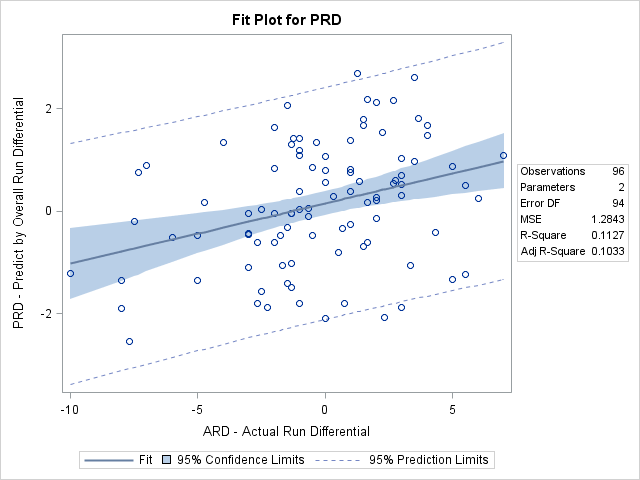 Fit Plot for PRD
PRD - Predict by Overall Run Differential
2
0
-2
-10
-5
0
5
ARD - Actual Run Differential
Observations 96
Parameters 2
Error DF 94
MSE 1.2843
R-Square 0.1127
Adj R-Square 0.1033
Fit 95% Confidence Limits 95% Prediction Limits